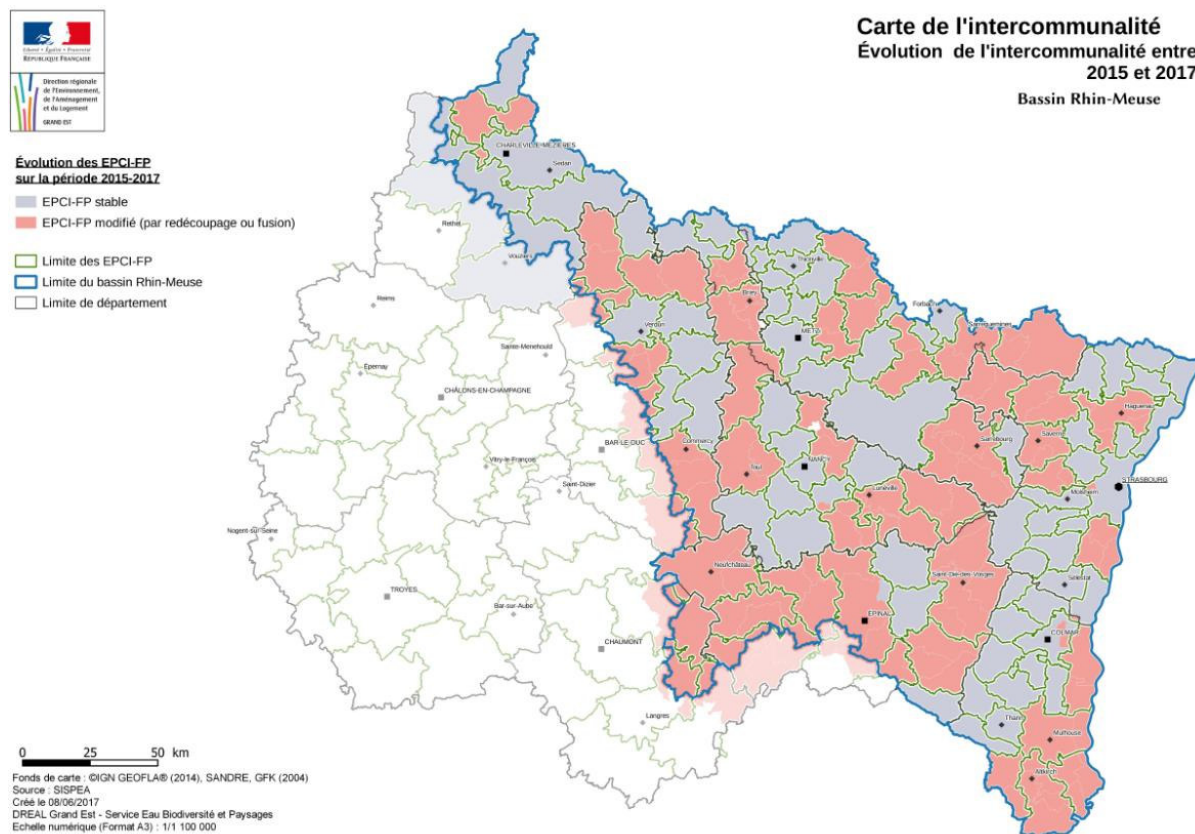 Liberté • Égalité • Fraternité
RÉPUBLIQUE FRANÇAISE
Direction régionale
de l'Environnement,
de l'Aménagement
et du Logement
GRAND EST
Carte de l'intercommunalité
Évolution de l'intercommunalité entre
2015 et 2017
Bassin Rhin-Meuse
Évolution des EPCI-FP
sur la période 2015-2017
EPCI-FP stable
EPCI-FP modifié (par redécoupage ou fusion)
Limite des EPCI-FP
Limite du bassin Rhin-Meuse
Limite de département
CHARLEVILLE-MEZIERES
Sedan
Rethel
Vouziers
Reims
Thionville
Briey
Forbach
Verdun
METZ
Sarreguemines
Sainte-Menehould
Epernay
CHÂLONS-EN-CHAMPAGNE
Haguenau
Sarrebourg
Saverne
Commercy
BAR-LE-DUC
Vitry-le-François
NANCY
Toul
Saint-Dizier
Lunéville
STRASBOURG
Molsheim
Nogent-sur-Seine
Neufchâteau
Saint-Dié-des-Vosges
Sélestat
TROYES
Bar-sur-Aube
EPINAL
COLMAR
CHAUMONT
Langres
Thann
Mulhouse
Altkirch
0 25 50 km
Fonds de carte : ©IGN GEOFLA® (2014), SANDRE, GFK (2004)
Source : SISPEA
Créé le 08/06/2017
DREAL Grand Est - Service Eau Biodiversité et Paysages
Echelle numérique (Format A3) : 1/1 100 000